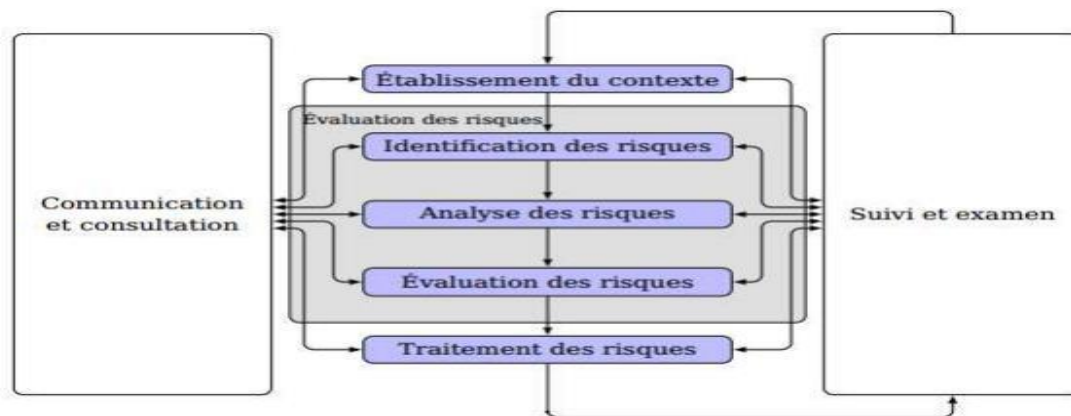 Établissement du contexte
Évaluation des risques
Identification des risques
Communication
et consultation
Analyse des risques
Suivi et examen
Évaluation des risques
Traitement des risques